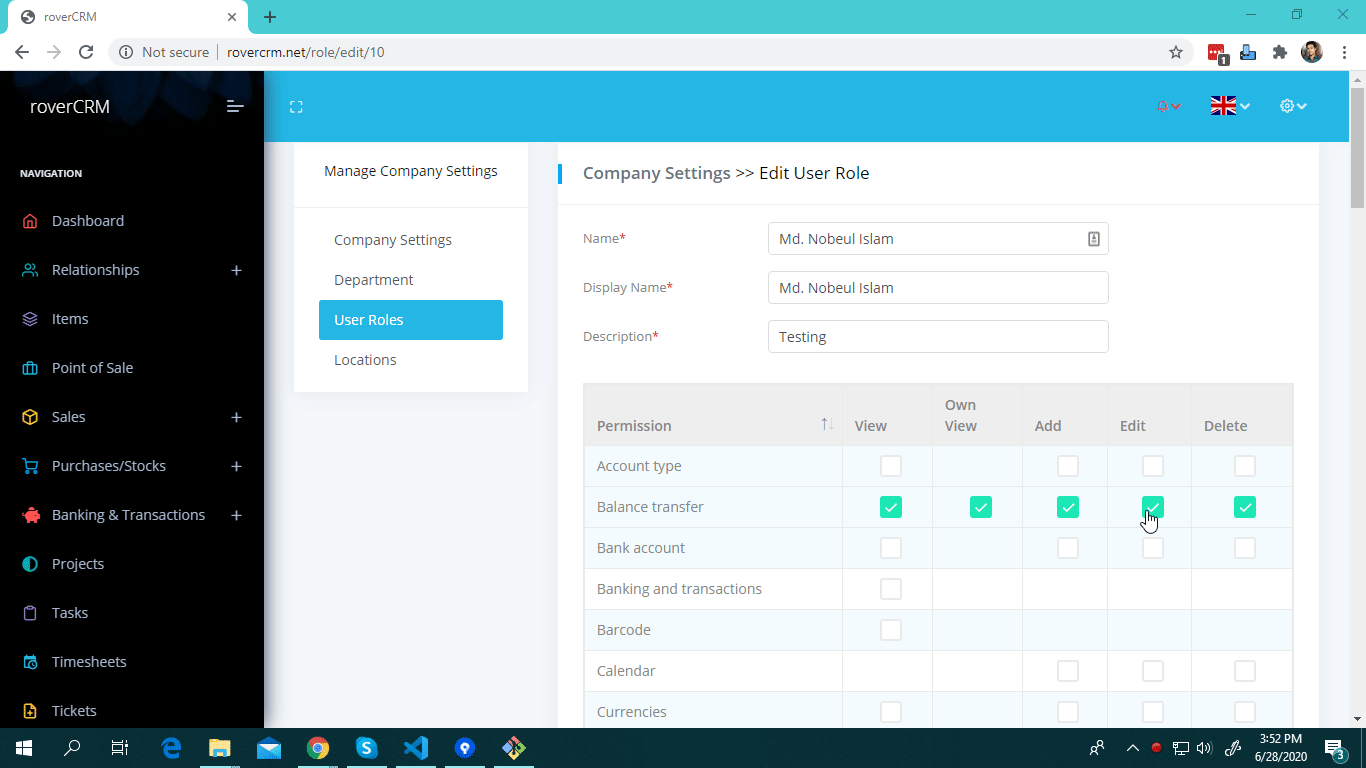 roverCRM
Not secure
rovercrm.net/role/edit/10
1
roverCRM
NAVIGATION
Dashboard
Relationships
Items
Point of Sale
Sales
Purchases/Stocks
Banking & Transactions
Projects
Tasks
Timesheets
Tickets
Manage Company Settings
Company Settings
Department
User Roles
Locations
Company Settings >> Edit User Role
Name* Md. Nobeul Islam
Display Name* Md. Nobeul Islam
Description* Testing
Permission View Own View Add Edit Delete
Account type
Balance transfer
Bank account
Banking and transactions
Barcode
Calendar
Currencies
3:52 PM
6/28/2020
3